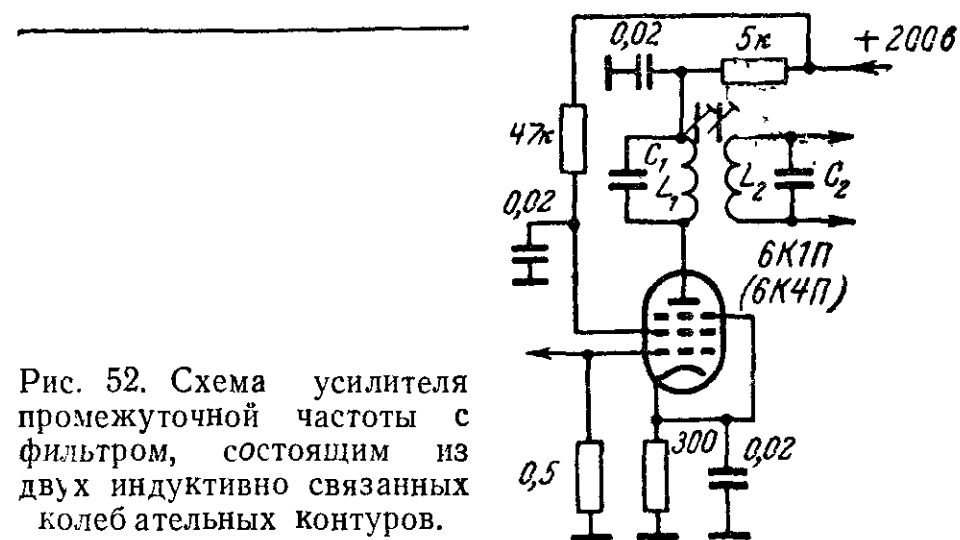 0,02
5к
+200в
47к
C₁
L₁
L₂
C₂
0,02
6К1П
(6К4П)
300
0,5
0,02
Рис. 52. Схема усилителя
промежуточной частоты с
фильтром, состоящим из
двух индуктивно связанных
колебательных контуров.